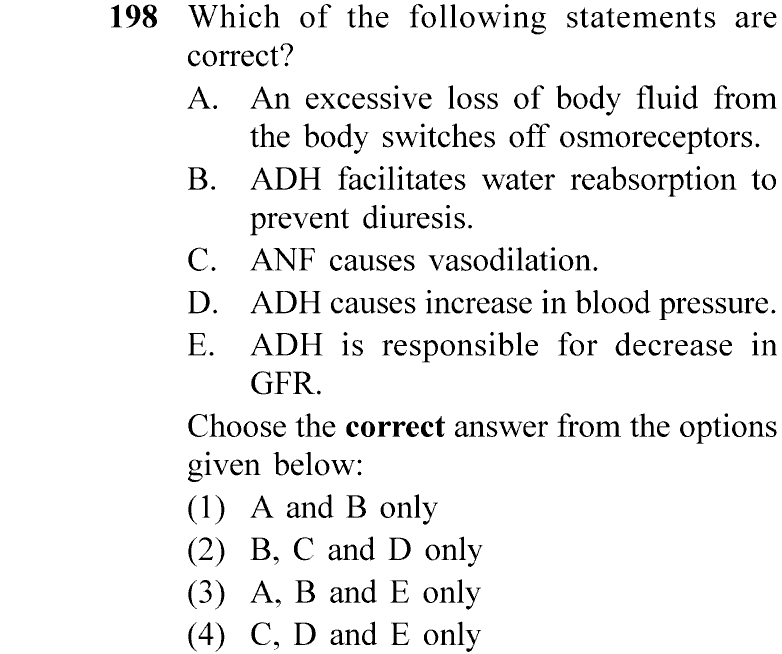 198 Which of the following statements are
correct?
A. An excessive loss of body fluid from
the body switches off osmoreceptors.
B. ADH facilitates water reabsorption to
prevent diuresis.
C. ANF causes vasodilation.
D. ADH causes increase in blood pressure.
E. ADH is responsible for decrease in
GFR.
Choose the correct answer from the options
given below:
(1) A and B only
(2) B, C and D only
(3) A, B and E only
(4) C, D and E only